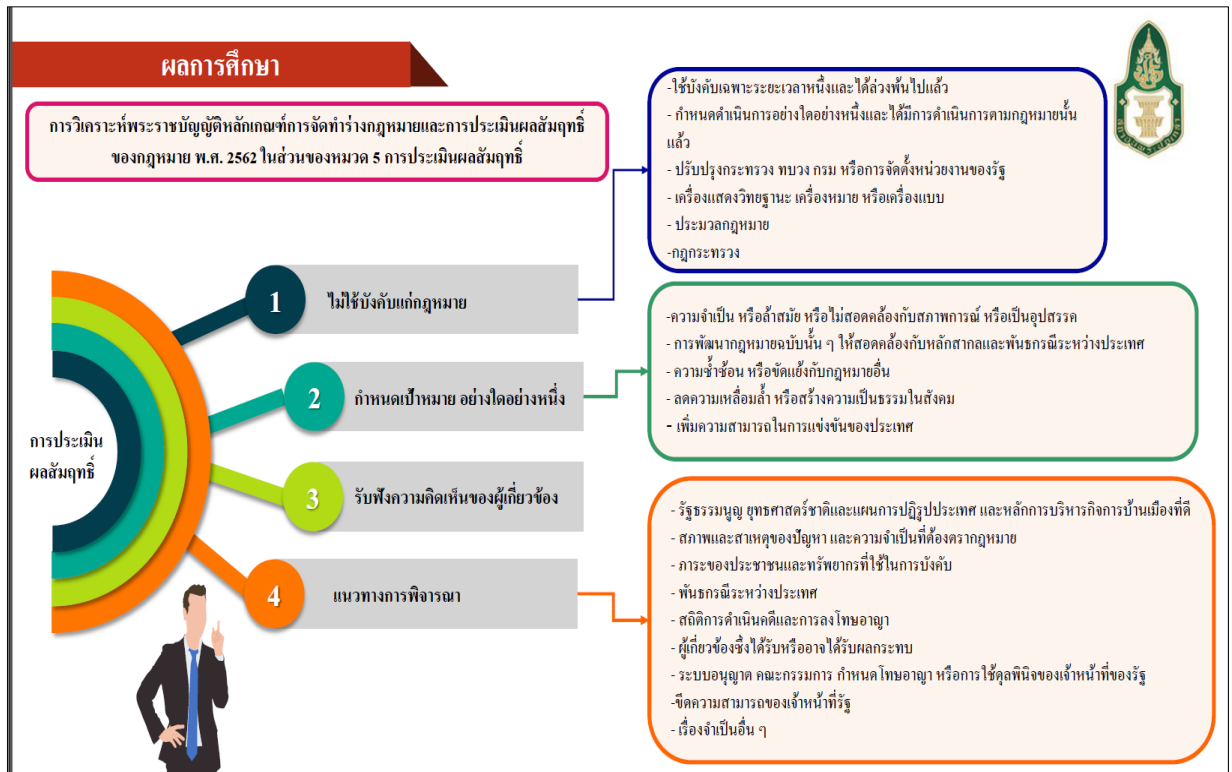 ผลการศึกษา
การวิเคราะห์พระราชบัญญัติหลักเกณฑ์การจัดทำร่างกฎหมายและการประเมินผลสัมฤทธิ์
ของกฎหมาย พ.ศ. 2562 ในส่วนของหมวด 5 การประเมินผลสัมฤทธิ์
การประเมิน
ผลสัมฤทธิ์
1
ไม่ใช้บังคับแก่กฎหมาย
-ใช้บังคับเฉพาะระยะเวลาหนึ่งและได้ล่วงพ้นไปแล้ว
- กำหนดดำเนินการอย่างใดอย่างหนึ่งและได้มีการดำเนินการตามกฎหมายนั้น
แล้ว
- ปรับปรุงกระทรวง ทบวง กรม หรือการจัดตั้งหน่วยงานของรัฐ
- เครื่องแสดงวิทยฐานะ เครื่องหมาย หรือเครื่องแบบ
- ประมวลกฎหมาย
-กฎกระทรวง
2
กำหนดเป้าหมาย อย่างใดอย่างหนึ่ง
-ความจำเป็น หรือล้าสมัย หรือไม่สอดคล้องกับสภาพการณ์ หรือเป็นอุปสรรค
- การพัฒนากฎหมายฉบับนั้น ๆ ให้สอดคล้องกับหลักสากลและพันธกรณีระหว่างประเทศ
- ความซ้ำซ้อน หรือขัดแย้งกับกฎหมายอื่น
- ลดความเหลื่อมล้ำ หรือสร้างความเป็นธรรมในสังคม
- เพิ่มความสามารถในการแข่งขันของประเทศ
3
รับฟังความคิดเห็นของผู้เกี่ยวข้อง
4
แนวทางการพิจารณา
- รัฐธรรมนูญ ยุทธศาสตร์ชาติและแผนการปฏิรูปประเทศ และหลักการบริหารกิจการบ้านเมืองที่ดี
- สภาพและสาเหตุของปัญหา และความจำเป็นที่ต้องตรากฎหมาย
- ภาระของประชาชนและทรัพยากรที่ใช้ในการบังคับ
- พันธกรณีระหว่างประเทศ
- สถิติการดำเนินคดีและการลงโทษอาญา
- ผู้เกี่ยวข้องซึ่งได้รับหรืออาจได้รับผลกระทบ
- ระบบอนุญาต คณะกรรมการ กำหนดโทษอาญา หรือการใช้ดุลพินิจของเจ้าหน้าที่ของรัฐ
-ขีดความสามารถของเจ้าหน้าที่รัฐ
- เรื่องจำเป็นอื่น ๆ